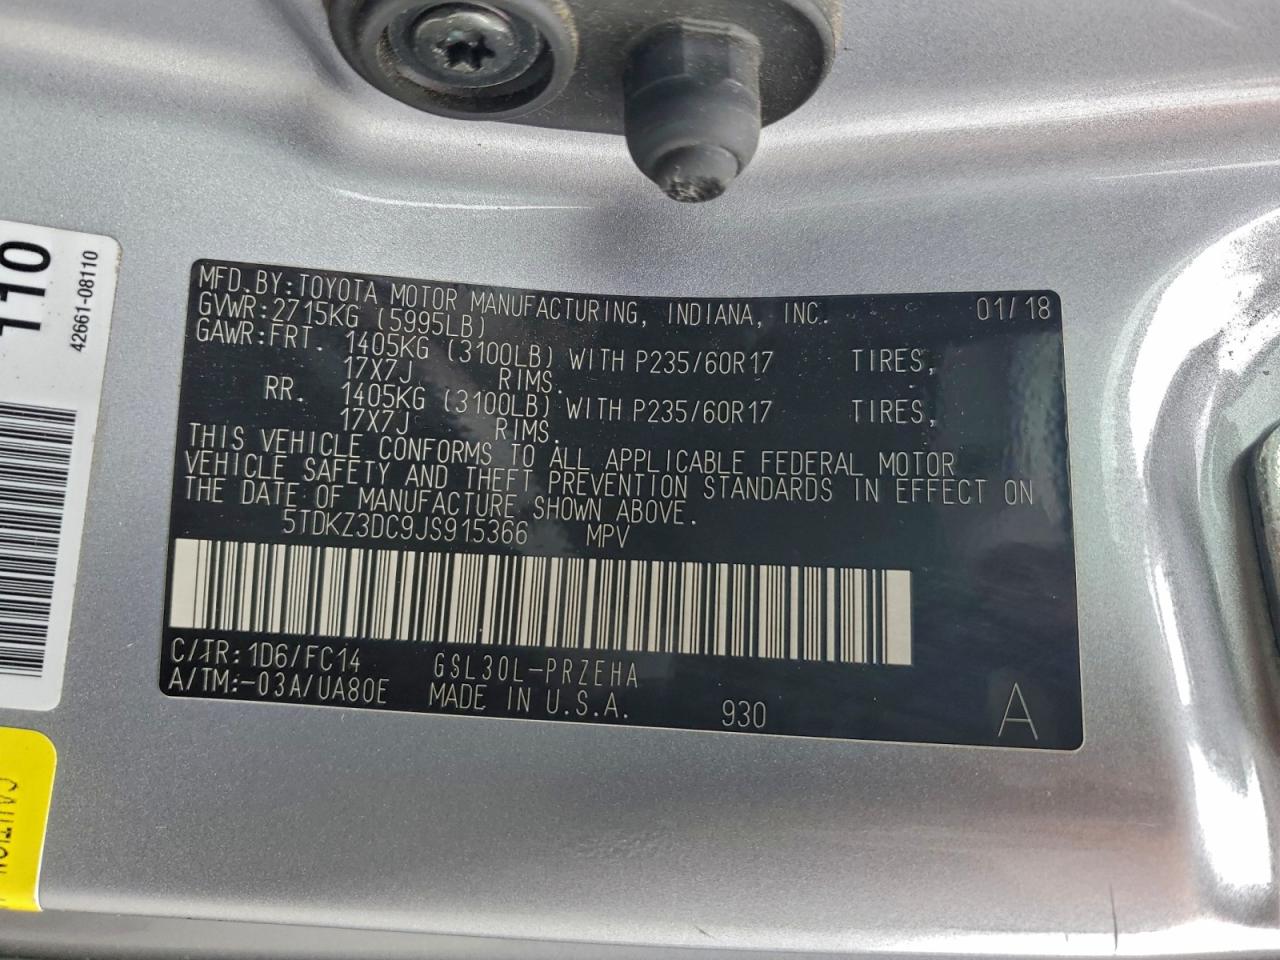 MFD.BY:TOYOTA MOTOR MANUFACTURING, INDIANA, INC. 01/18
GVWR:2715KG (5995LB)
GAWR:FRT. 1405KG (3100LB) WITH P235/60R17 TIRES,
17X7J RIMS.
RR. 1405KG (3100LB) WITH P235/60R17 TIRES,
17X7J RIMS.
THIS VEHICLE CONFORMS TO ALL APPLICABLE FEDERAL MOTOR
VEHICLE SAFETY AND THEFT PREVENTION STANDARDS IN EFFECT ON
THE DATE OF MANUFACTURE SHOWN ABOVE.
5TDKZ3DC9JS915366 MPV
C/TR:1D6/FC14 GSL30L-PRZEHA
A/TM:-03A/UA80E MADE IN U.S.A. 930 A
110
42661-08110
CAUTION